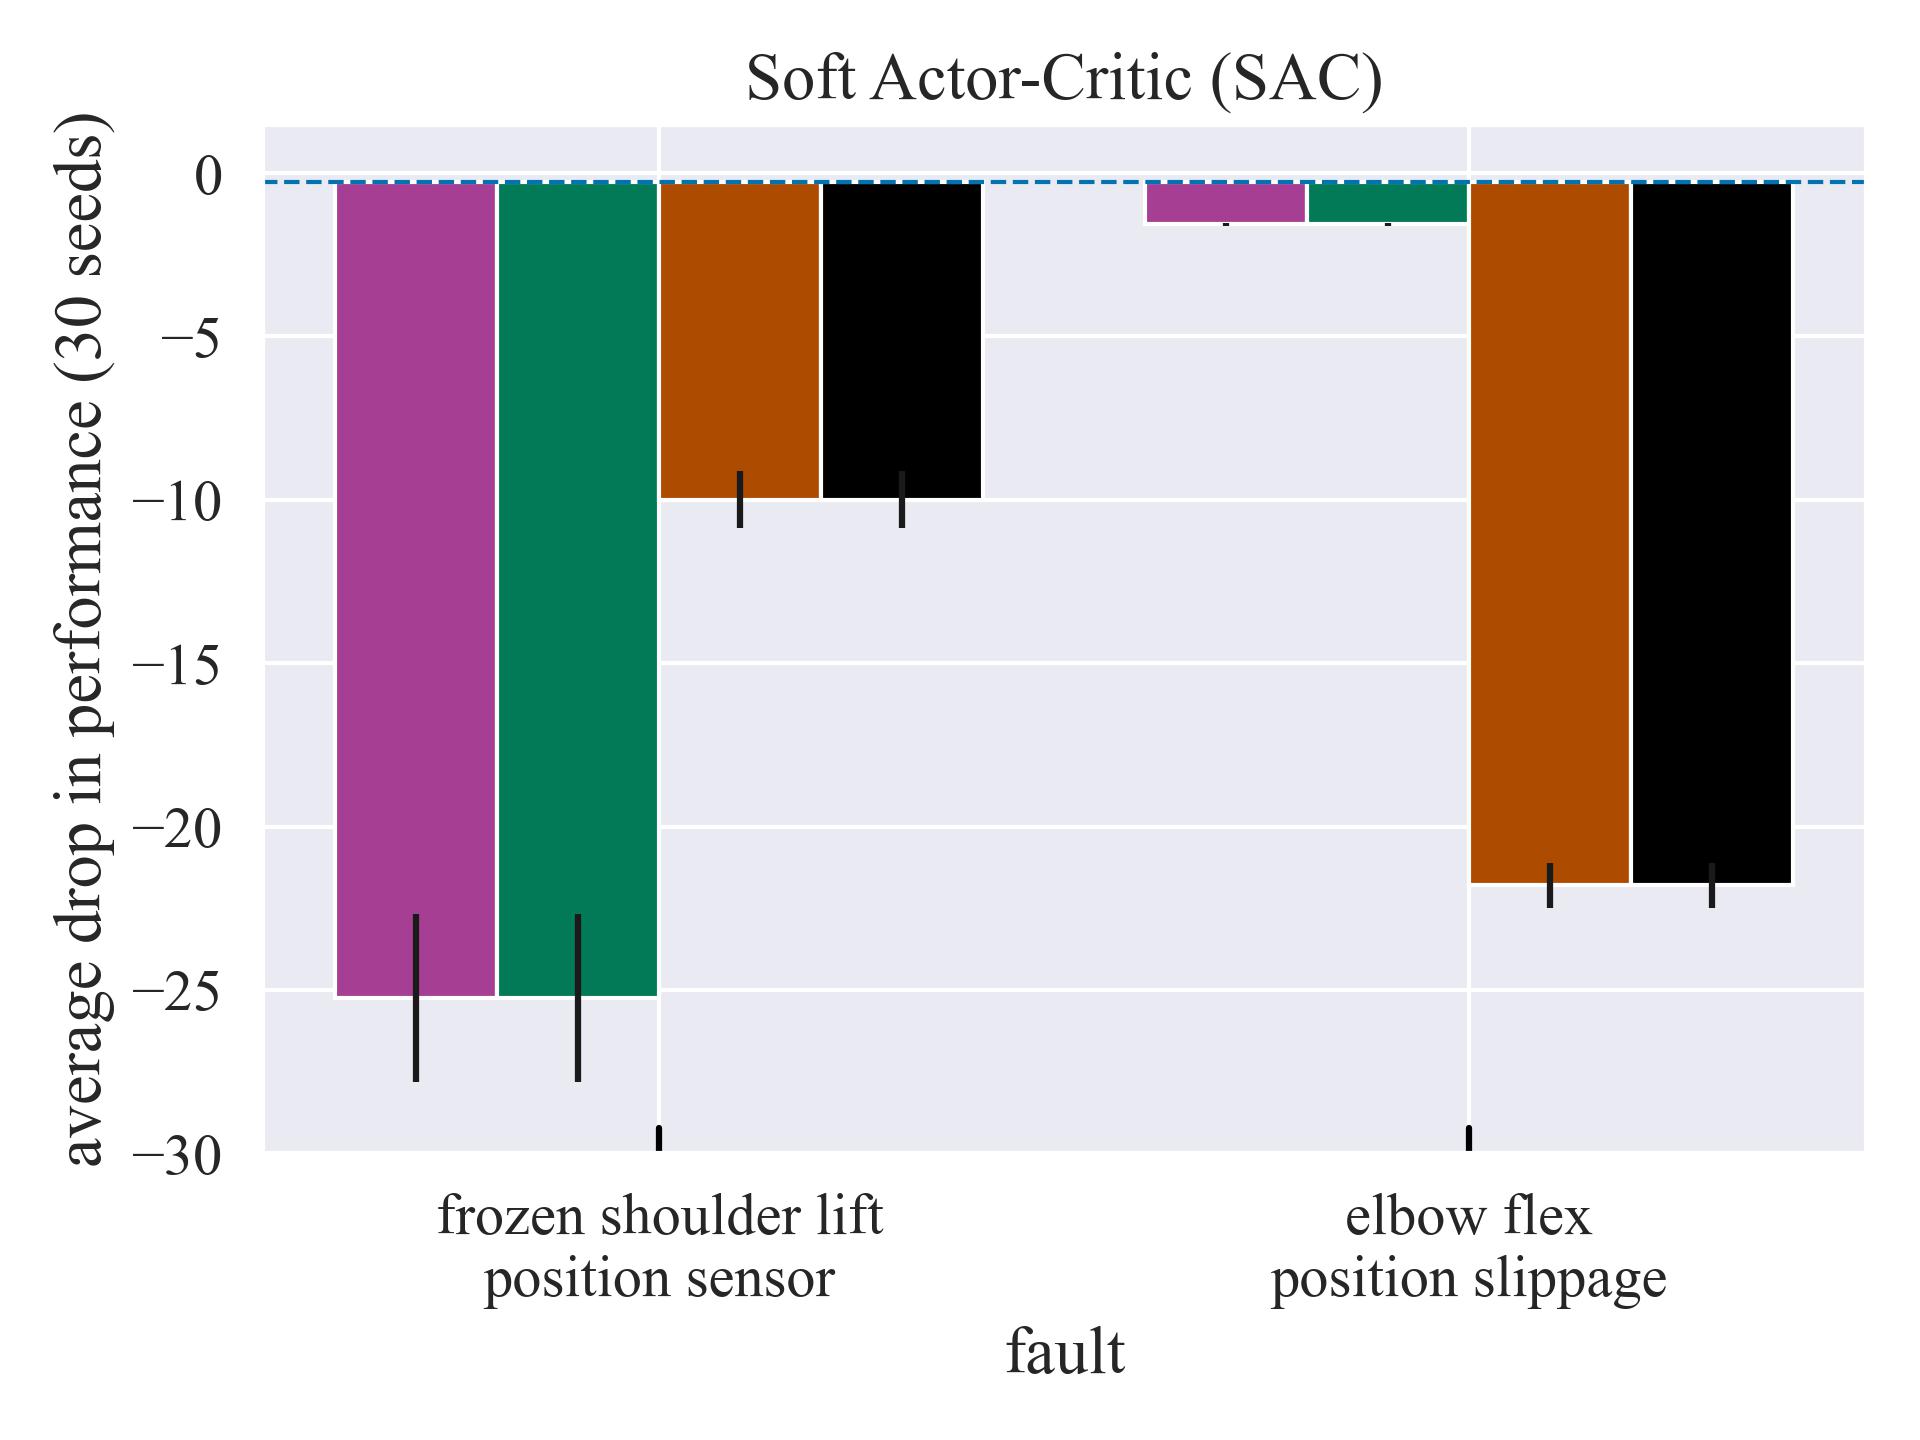 Soft Actor-Critic (SAC)
average drop in performance (30 seeds)
0
−5
−10
−15
−20
−25
−30
frozen shoulder lift
position sensor
elbow flex
position slippage
fault